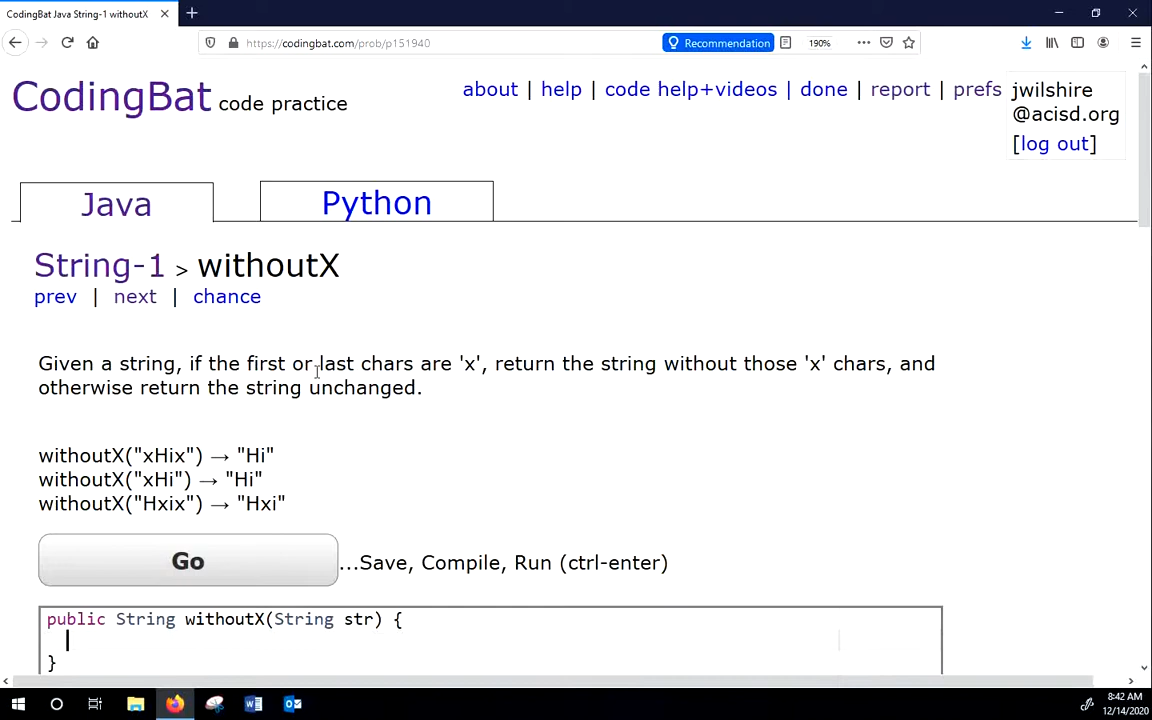 CodingBat Java String-1 withoutX
https://codingbat.com/prob/p151940
Recommendation
190%
CodingBat code practice
about | help | code help+videos | done | report | prefs
jwilshire
@acisd.org
[log out]
Java
Python
String-1 > withoutX
prev | next | chance
Given a string, if the first or last chars are 'x', return the string without those 'x' chars, and
otherwise return the string unchanged.
withoutX("xHix") → "Hi"
withoutX("xHi") → "Hi"
withoutX("Hxix") → "Hxi"
Go
...Save, Compile, Run (ctrl-enter)
public String withoutX(String str) {
}
8:42 AM
12/14/2020